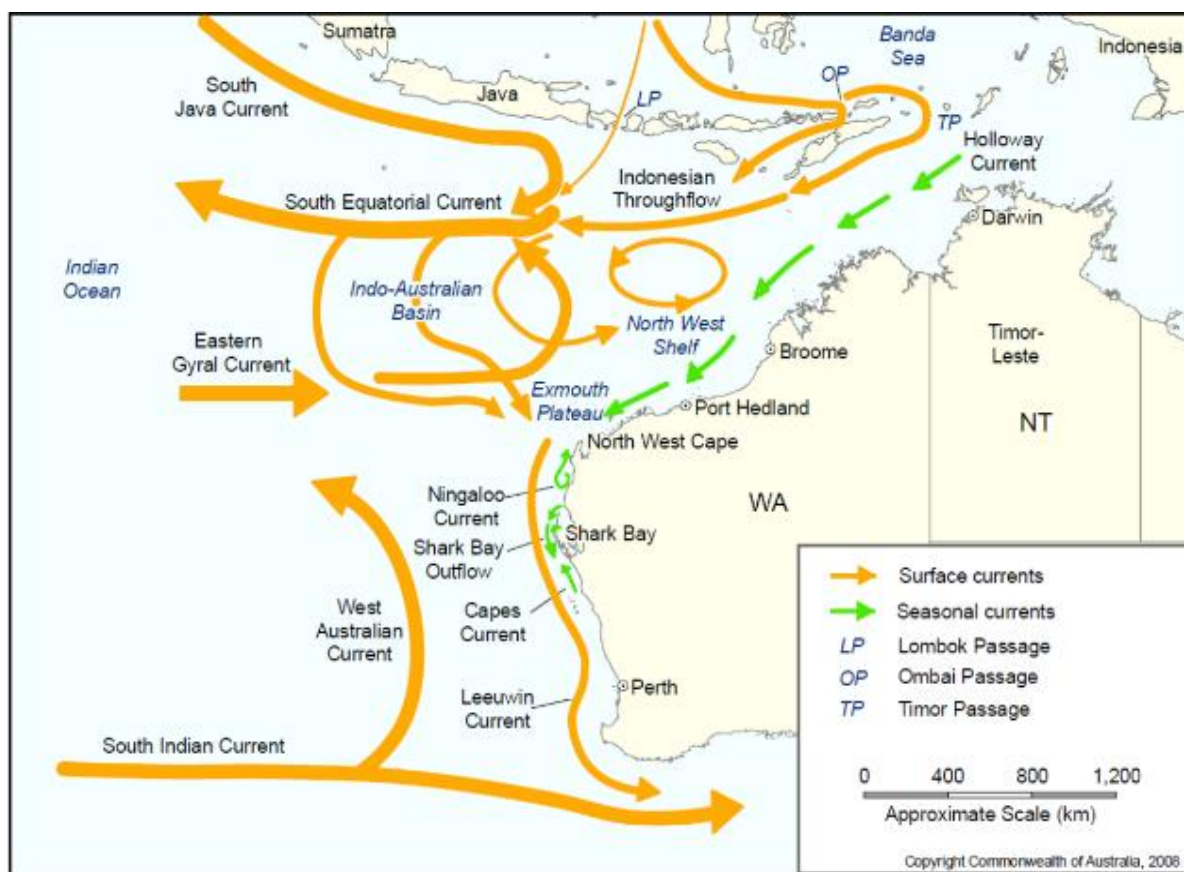 Sumatra
Banda
Sea
Indonesia
OP
South
Java Current
Java
LP
TP
Holloway
Current
Indonesian
Throughflow
South Equatorial Current
Darwin
Indian
Ocean
Indo-Australian
Basin
North West
Shelf
Timor-
Leste
Eastern
Gyral Current
Broome
Exmouth
Plateau
Port Hedland
NT
North West Cape
Ningaloo
Current
WA
Shark Bay
Shark Bay
Outflow
West
Australian
Current
Capes
Current
Perth
Leeuwin
Current
South Indian Current
Surface currents
Seasonal currents
LP Lombok Passage
OP Ombai Passage
TP Timor Passage
0 400 800 1,200
Approximate Scale (km)
Copyright Commonwealth of Australia, 2008